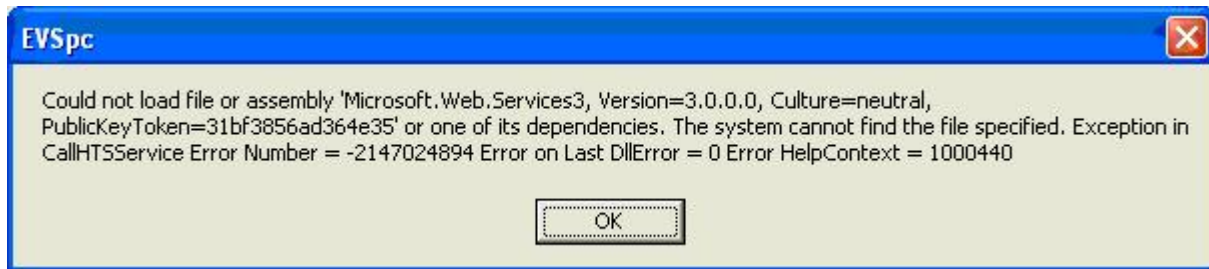 EVSpc
Could not load file or assembly 'Microsoft.Web.Services3, Version=3.0.0.0, Culture=neutral,
PublicKeyToken=31bf3856ad364e35' or one of its dependencies. The system cannot find the file specified. Exception in
CallHTSService Error Number = -2147024894 Error on Last DllError = 0 Error HelpContext = 1000440
OK